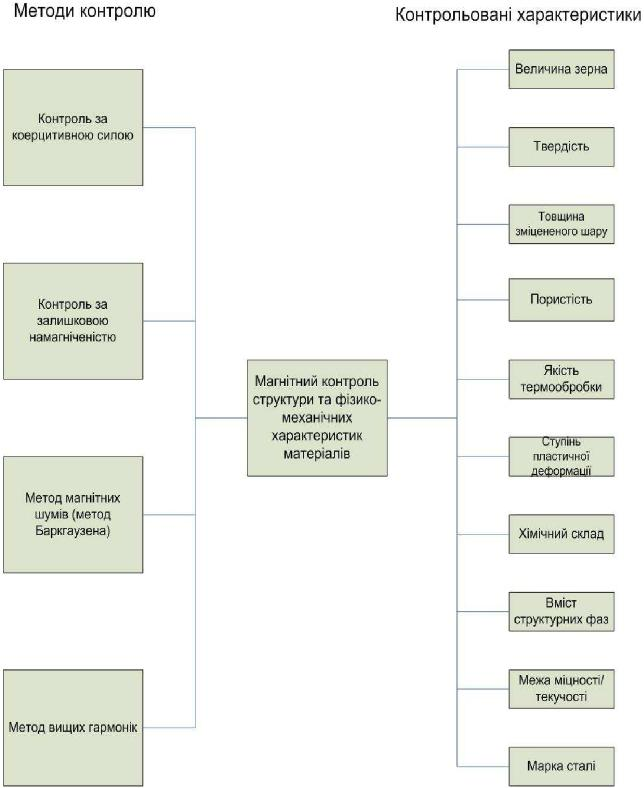 Методи контролю
Контрольовані характеристики
Контроль за
коерцитивною силою
Контроль за
залишковою
намагніченістю
Метод магнітних
шумів (метод
Баркгаузена)
Метод вищих гармонік
Магнітний контроль
структури та фізико-
механічних
характеристик
матеріалів
Величина зерна
Твердість
Товщина
зміцененого шару
Пористість
Якість
термообробки
Ступінь
пластичної
деформації
Хімічний склад
Вміст
структурних фаз
Межа міцності/
текучості
Марка сталі